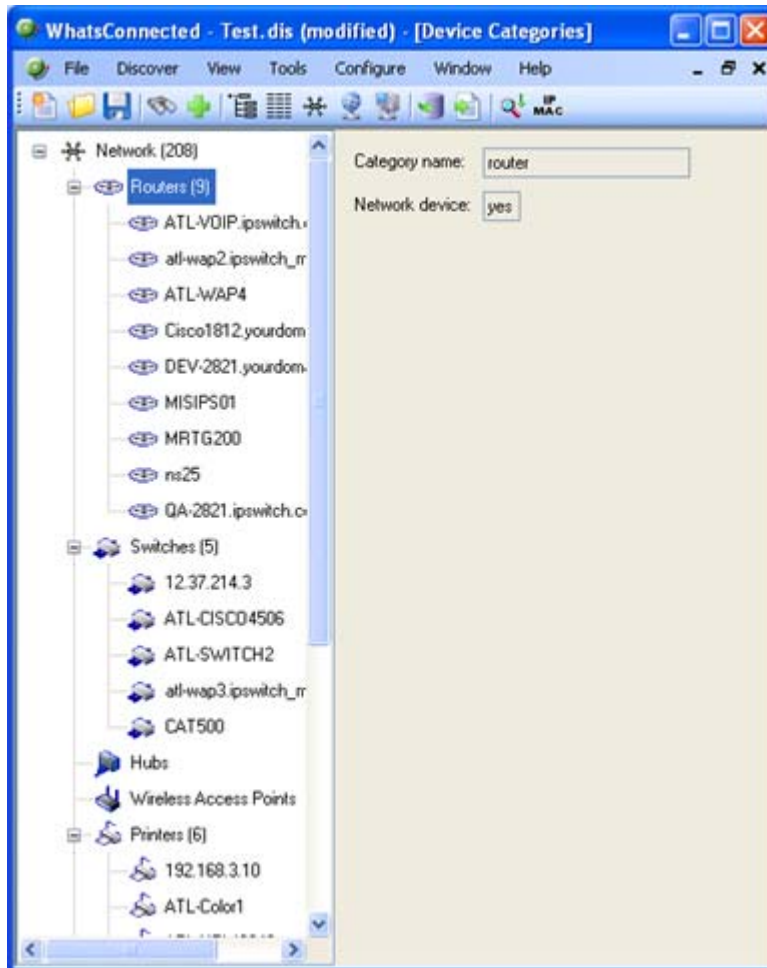 WhatsConnected - Test.dis (modified) - [Device Categories]
File Discover View Tools Configure Window Help
IP
MAC
Network (208)
Routers (9)
ATL-VOIP.ipswitch.
atl-wap2.ipswitch_m
ATL-WAP4
Cisco1812.yourdom
DEV-2821.yourdom
MISIPS01
MRTG200
ns25
QA-2821.ipswitch.c
Switches (5)
12.37.214.3
ATL-CISCO4506
ATL-SWITCH2
atl-wap3.ipswitch_m
CAT500
Hubs
Wireless Access Points
Printers (6)
192.168.3.10
ATL-Color1
Category name: router
Network device: yes